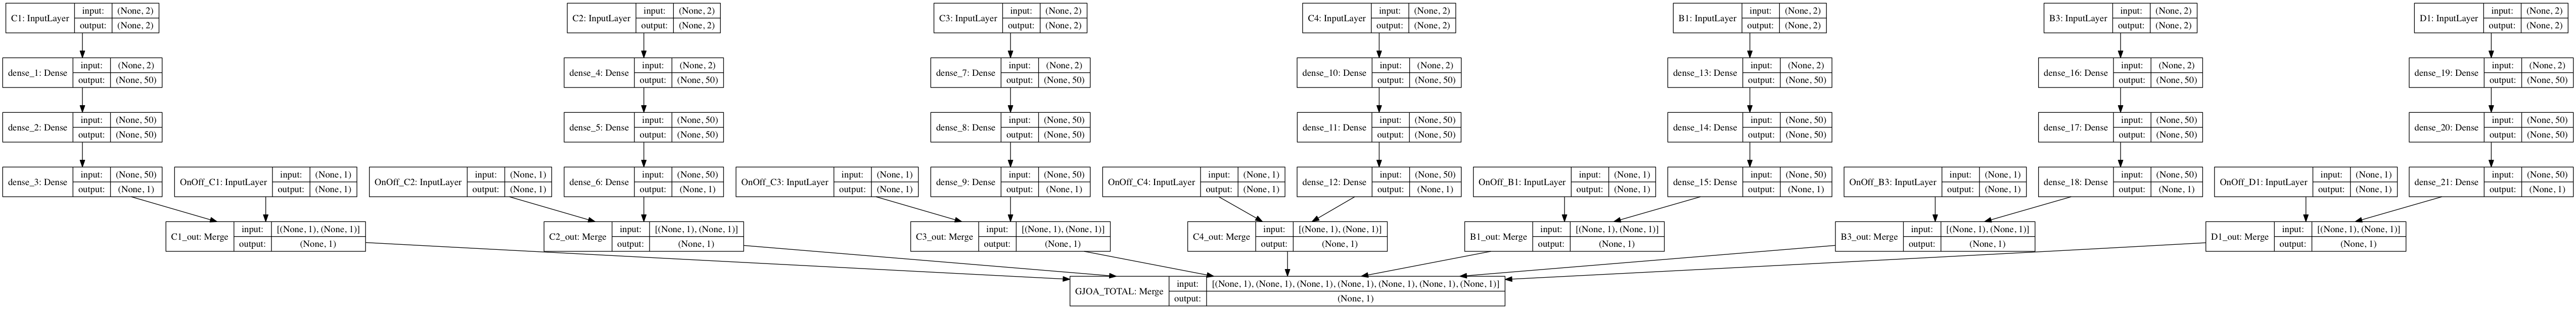 C1: InputLayer input: (None, 2) output: (None, 2)
C2: InputLayer input: (None, 2) output: (None, 2)
C3: InputLayer input: (None, 2) output: (None, 2)
C4: InputLayer input: (None, 2) output: (None, 2)
B1: InputLayer input: (None, 2) output: (None, 2)
B3: InputLayer input: (None, 2) output: (None, 2)
D1: InputLayer input: (None, 2) output: (None, 2)
dense_1: Dense input: (None, 2) output: (None, 50)
dense_4: Dense input: (None, 2) output: (None, 50)
dense_7: Dense input: (None, 2) output: (None, 50)
dense_10: Dense input: (None, 2) output: (None, 50)
dense_13: Dense input: (None, 2) output: (None, 50)
dense_16: Dense input: (None, 2) output: (None, 50)
dense_19: Dense input: (None, 2) output: (None, 50)
dense_2: Dense input: (None, 50) output: (None, 50)
dense_5: Dense input: (None, 50) output: (None, 50)
dense_8: Dense input: (None, 50) output: (None, 50)
dense_11: Dense input: (None, 50) output: (None, 50)
dense_14: Dense input: (None, 50) output: (None, 50)
dense_17: Dense input: (None, 50) output: (None, 50)
dense_20: Dense input: (None, 50) output: (None, 50)
dense_3: Dense input: (None, 50) output: (None, 1)
OnOff_C1: InputLayer input: (None, 1) output: (None, 1)
OnOff_C2: InputLayer input: (None, 1) output: (None, 1)
dense_6: Dense input: (None, 50) output: (None, 1)
OnOff_C3: InputLayer input: (None, 1) output: (None, 1)
dense_9: Dense input: (None, 50) output: (None, 1)
OnOff_C4: InputLayer input: (None, 1) output: (None, 1)
dense_12: Dense input: (None, 50) output: (None, 1)
OnOff_B1: InputLayer input: (None, 1) output: (None, 1)
dense_15: Dense input: (None, 50) output: (None, 1)
OnOff_B3: InputLayer input: (None, 1) output: (None, 1)
dense_18: Dense input: (None, 50) output: (None, 1)
OnOff_D1: InputLayer input: (None, 1) output: (None, 1)
dense_21: Dense input: (None, 50) output: (None, 1)
C1_out: Merge input: [(None, 1), (None, 1)] output: (None, 1)
C2_out: Merge input: [(None, 1), (None, 1)] output: (None, 1)
C3_out: Merge input: [(None, 1), (None, 1)] output: (None, 1)
C4_out: Merge input: [(None, 1), (None, 1)] output: (None, 1)
B1_out: Merge input: [(None, 1), (None, 1)] output: (None, 1)
B3_out: Merge input: [(None, 1), (None, 1)] output: (None, 1)
D1_out: Merge input: [(None, 1), (None, 1)] output: (None, 1)
GJOA_TOTAL: Merge input: [(None, 1), (None, 1), (None, 1), (None, 1), (None, 1), (None, 1), (None, 1)] output: (None, 1)